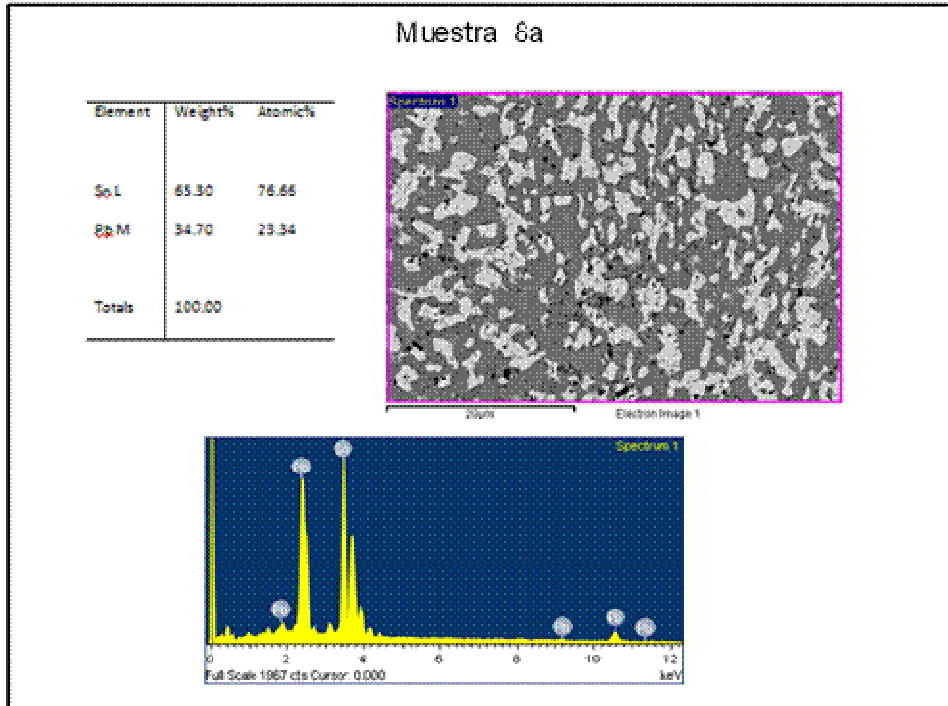 Muestra 6a
Element Weight% Atomic%
Sn L 65.30 76.66
Pb M 34.70 23.34
Totals 100.00
Spectrum 1
20µm Electron Image 1
Spectrum 1
0 2 4 6 8 10 12
Full Scale 1967 cts Cursor: 0.000 keV